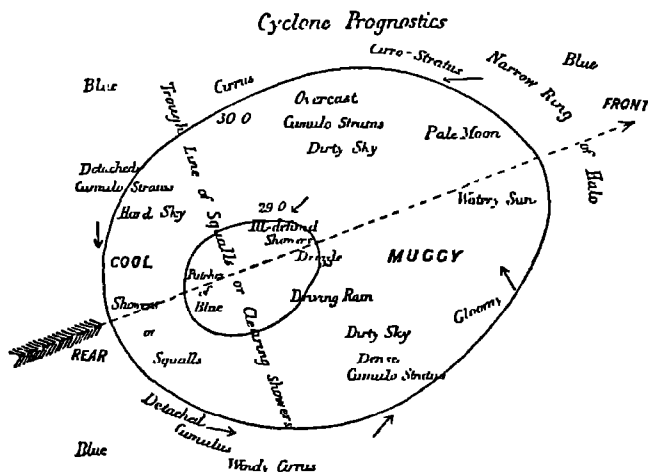 Cyclone Prognostics
Cirro-Stratus
Narrow Ring of Halo
Blue
Blue
Cirrus
Trough Line of Squalls or Clearing Showers
FRONT
30 0
Overcast
Cumulo Stratus
Dirty Sky
Pale Moon
Detached
Cumulo Stratus
Hard Sky
29 0
Ill-defined
Showers
Watery Sun
COOL
Drizzle
MUGGY
Patches
of
Blue
Driving Rain
Gloomy
Showers
or
Squalls
Dirty Sky
Dense
Cumulo Stratus
REAR
Detached
Cumulus
Blue
Windy Cirrus